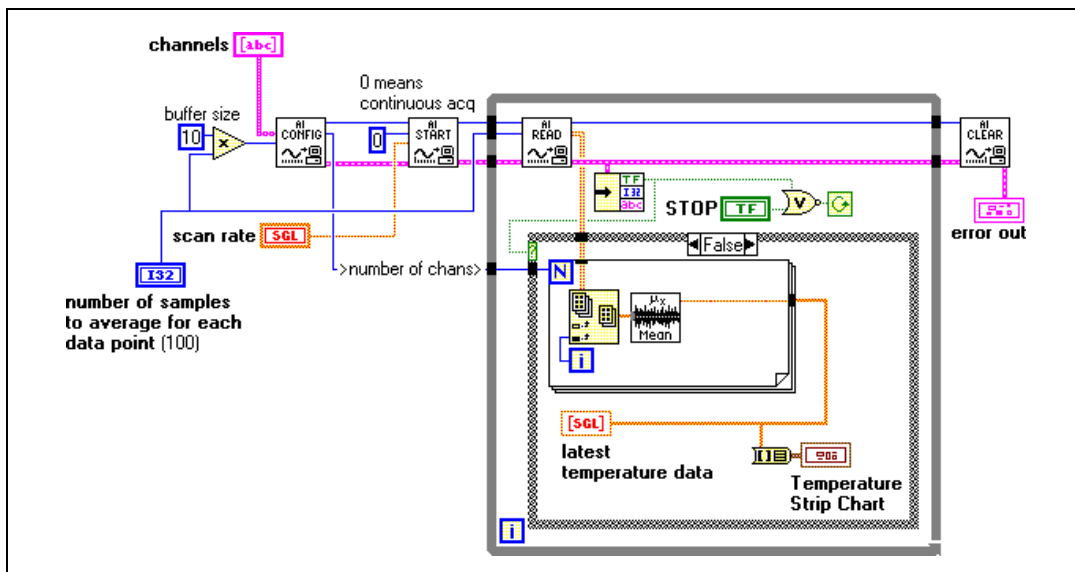 channels [abc]
0 means
continuous acq
buffer size
10
x
AI
CONFIG
0
AI
START
AI
READ
AI
CLEAR
TF
I32
abc
STOP TF
V
error out
scan rate SGL
?
False
>number of chans>
N
I32
number of samples
to average for each
data point (100)
μx
Mean
i
[SGL]
latest
temperature data
Temperature
Strip Chart
i